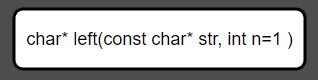 char* left(const char* str, int n=1 )